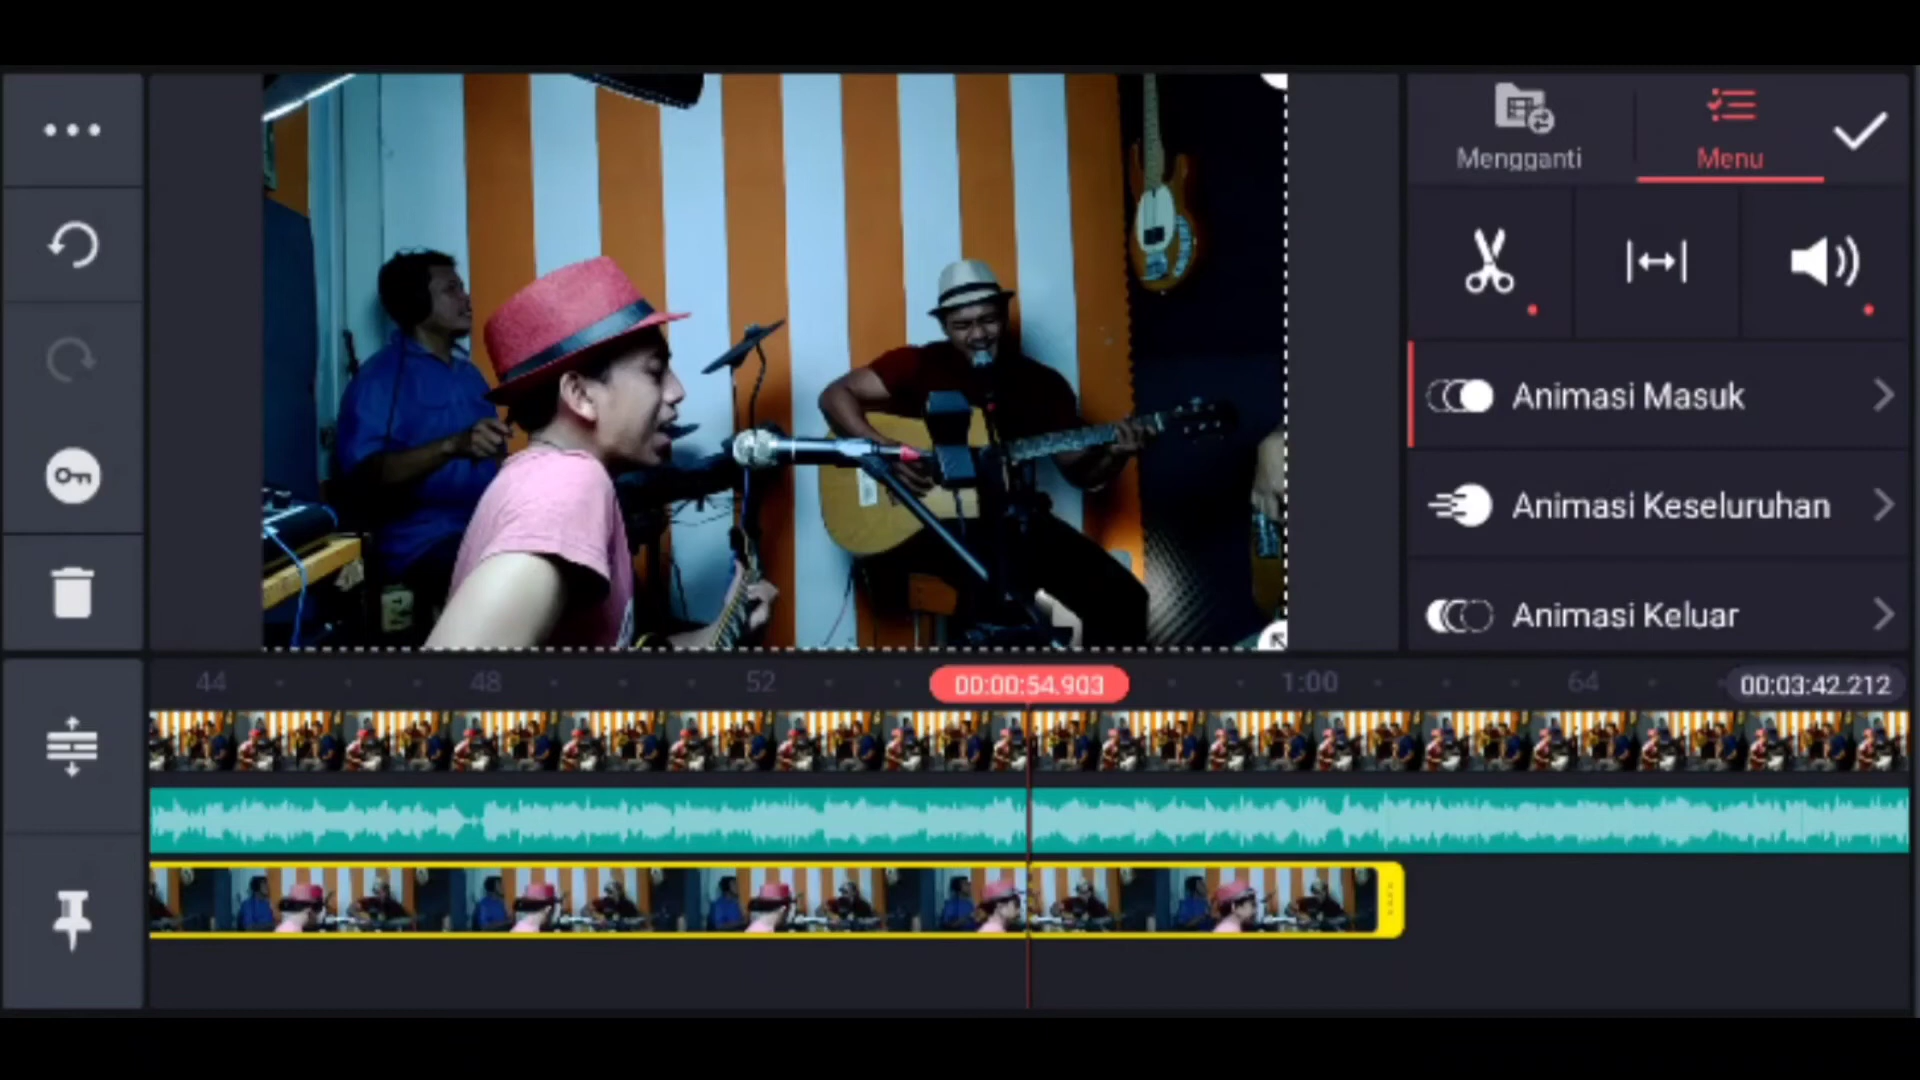 Mengganti
Menu
Animasi Masuk
Animasi Keseluruhan
Animasi Keluar
44
48
52
00:00:54.903
1:00
64
00:03:42.212